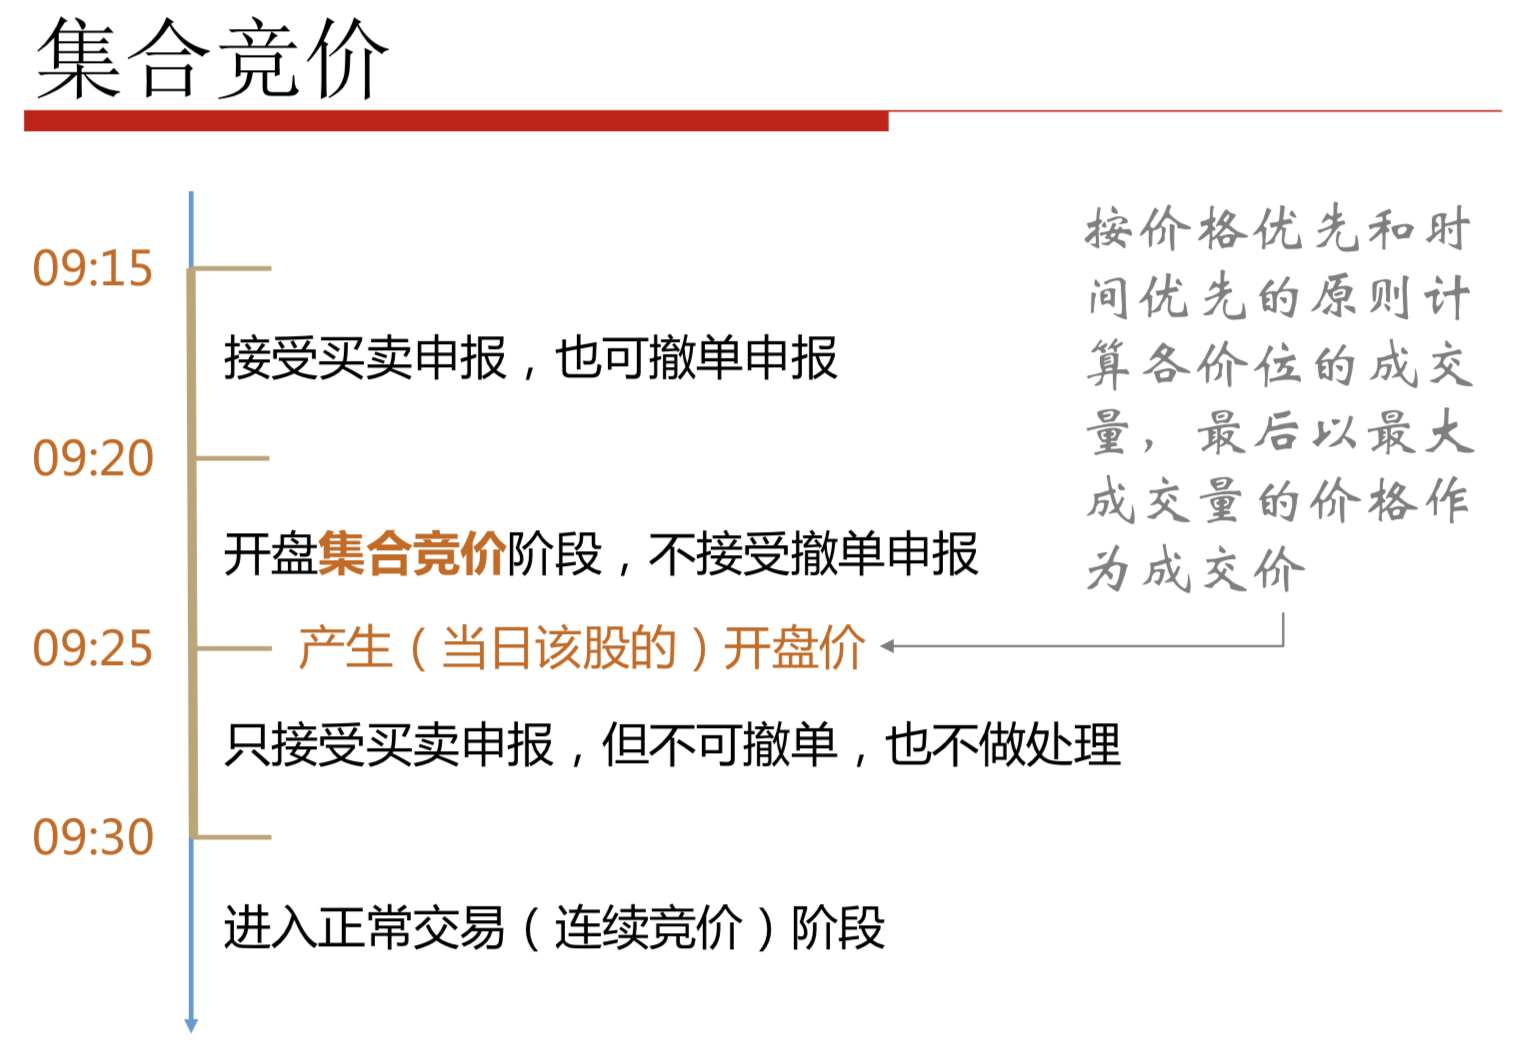 集合竞价
09:15
接受买卖申报，也可撤单申报
09:20
开盘集合竞价阶段，不接受撤单申报
09:25
产生（当日该股的）开盘价
只接受买卖申报，但不可撤单，也不做处理
09:30
进入正常交易（连续竞价）阶段
按价格优先和时
间优先的原则计
算各价位的成交
量，最后以最大
成交量的价格作
为成交价